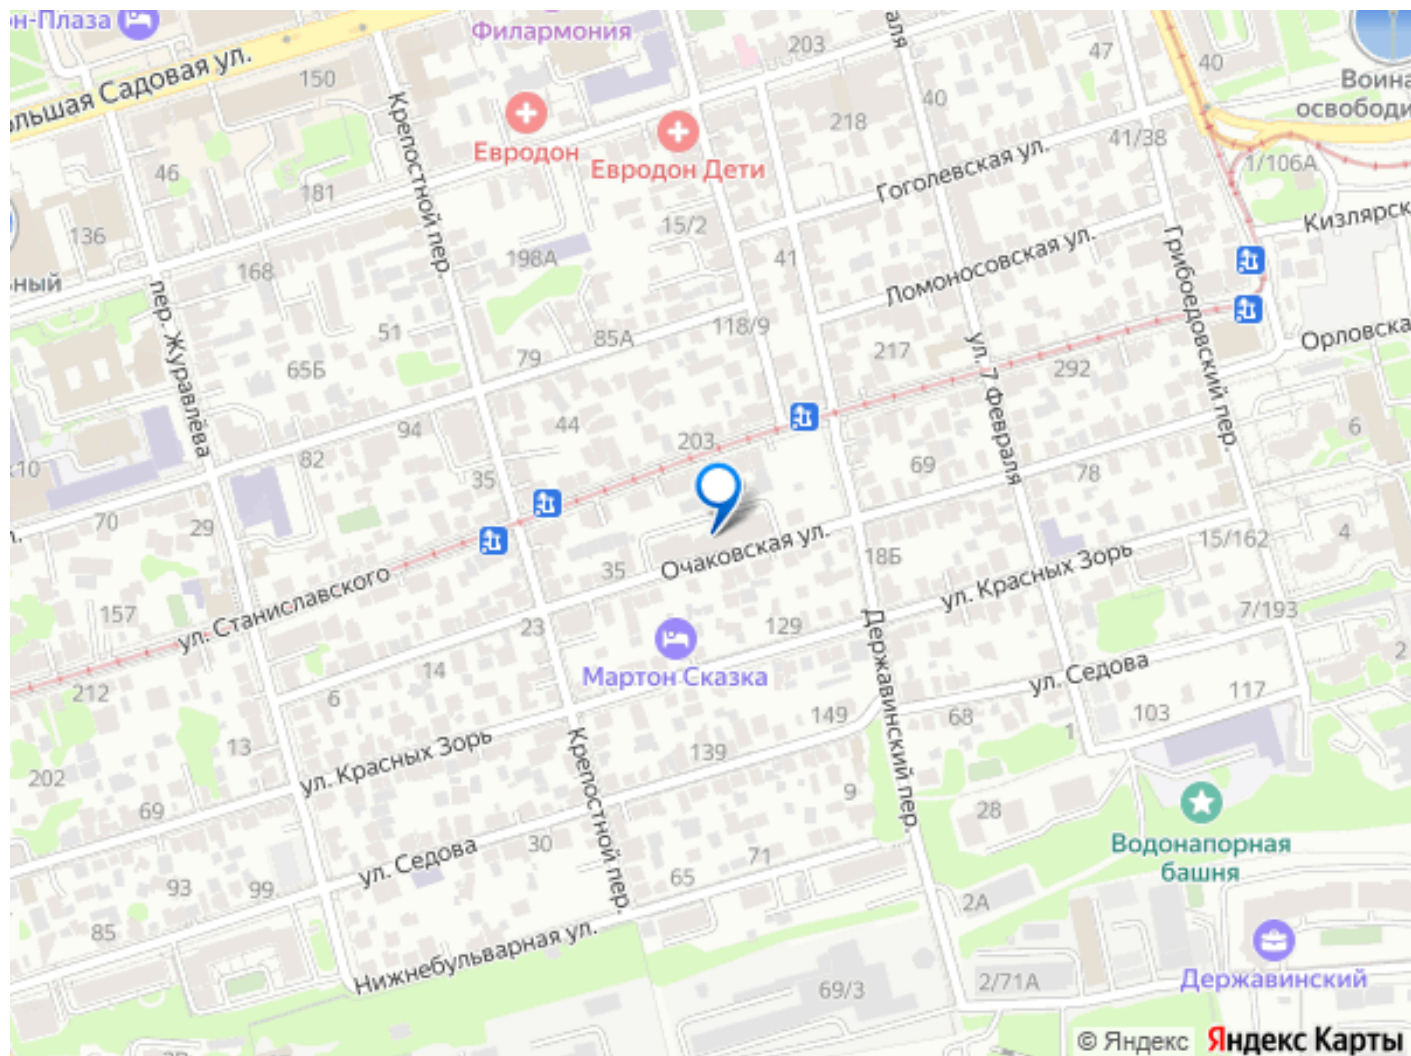 он-Плаза
Филармония
203
аля
47
40
Воина
освободи
ольшая Садовая ул.
150
Крепостной пер.
Евродон
Евродон Дети
218
40
41/38
1/106А
Гоголевская ул.
46
181
136
15/2
Кизлярск
ный
168
198А
41
Ломоносовская ул.
Грибоедовский пер.
пер. Журавлёва
51
85А
118/9
79
65Б
217
ул. 7 Февраля
292
Орловска
94
44
203
6
82
35
69
78
к10
70
29
л.
Очаковская ул.
18Б
15/162
4
35
ул. Красных Зорь
ул. Станиславского
157
23
129
Державинский пер.
7/193
14
Мартон Сказка
2
212
6
ул. Седова
117
149
68
103
1
13
ул. Красных Зорь
139
Крепостной пер.
202
69
9
28
ул. Седова
30
71
Водонапорная
башня
93
99
65
2А
85
Нижнебульварная ул.
69/3
2/71А
Державинский
© Яндекс Яндекс Карты